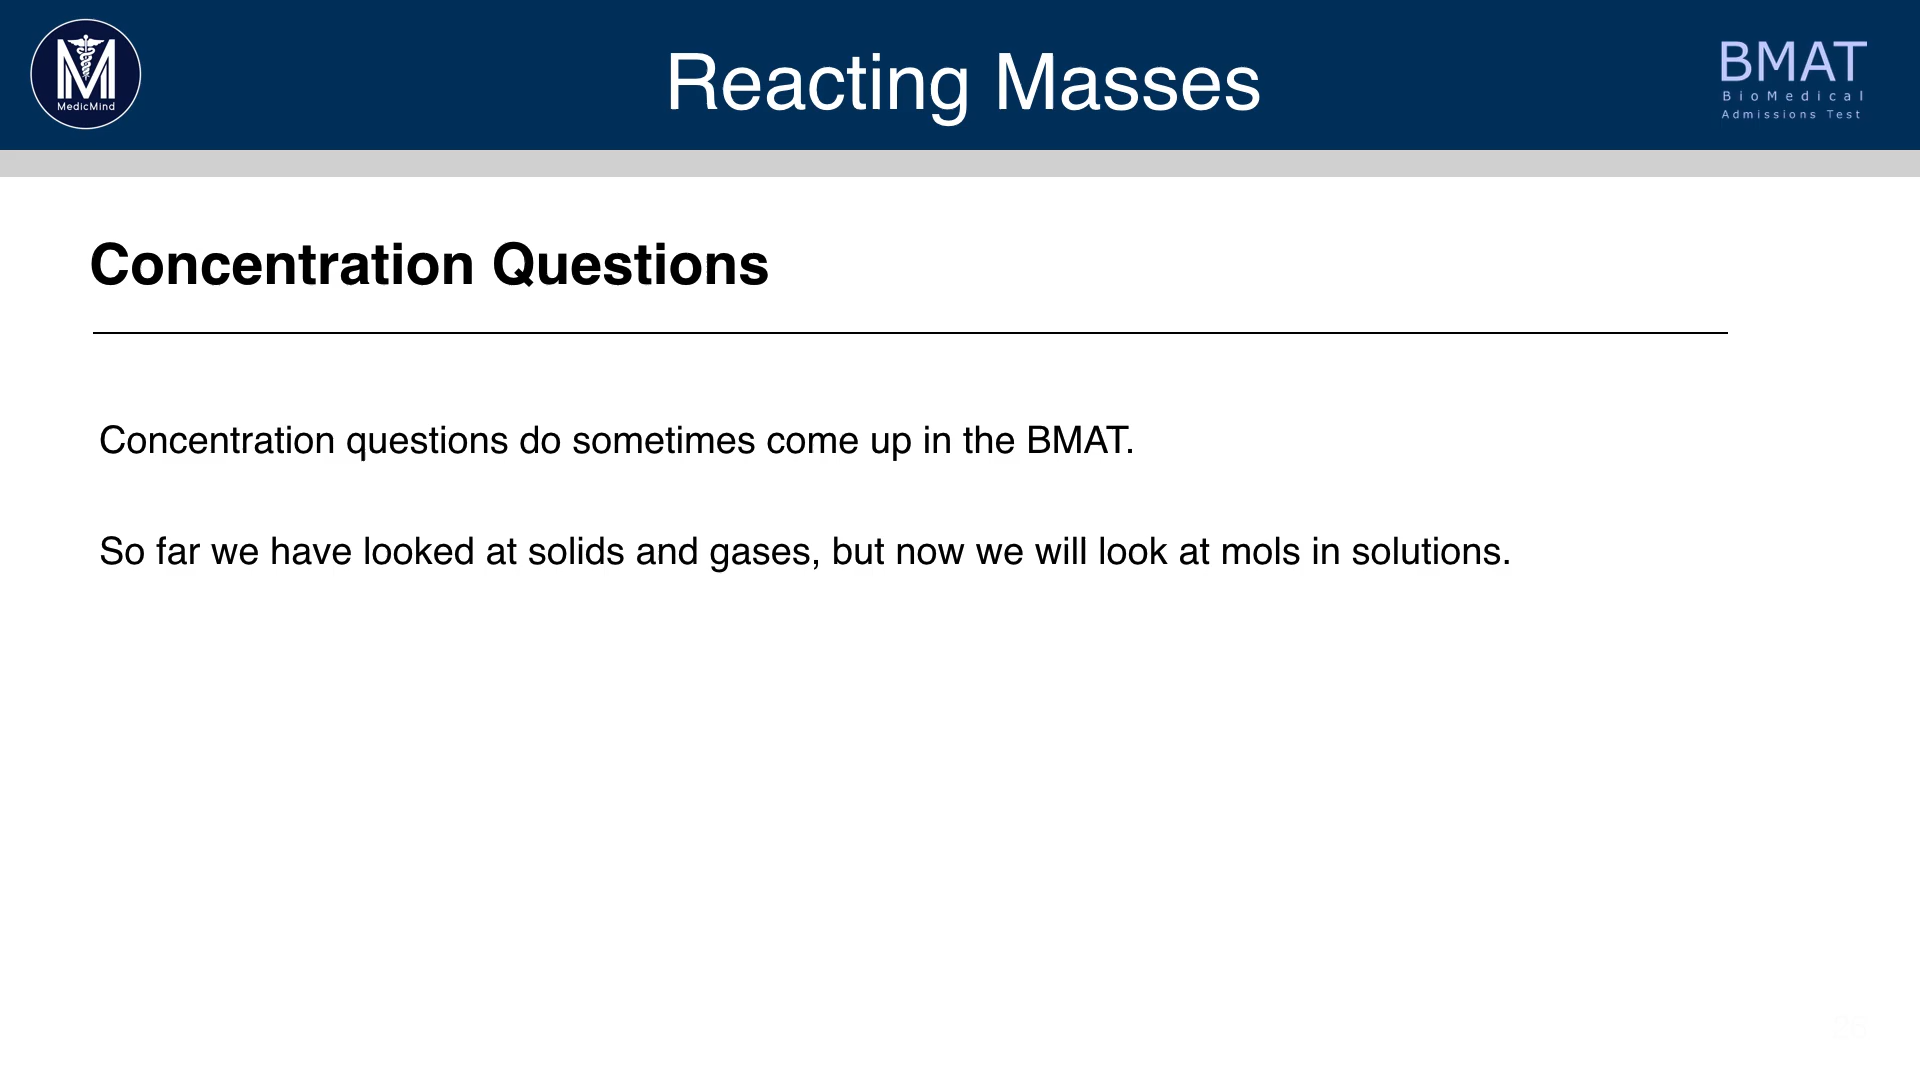 MedicMind
Reacting Masses
BMAT
BioMedical
Admissions Test
Concentration Questions
Concentration questions do sometimes come up in the BMAT.
So far we have looked at solids and gases, but now we will look at mols in solutions.